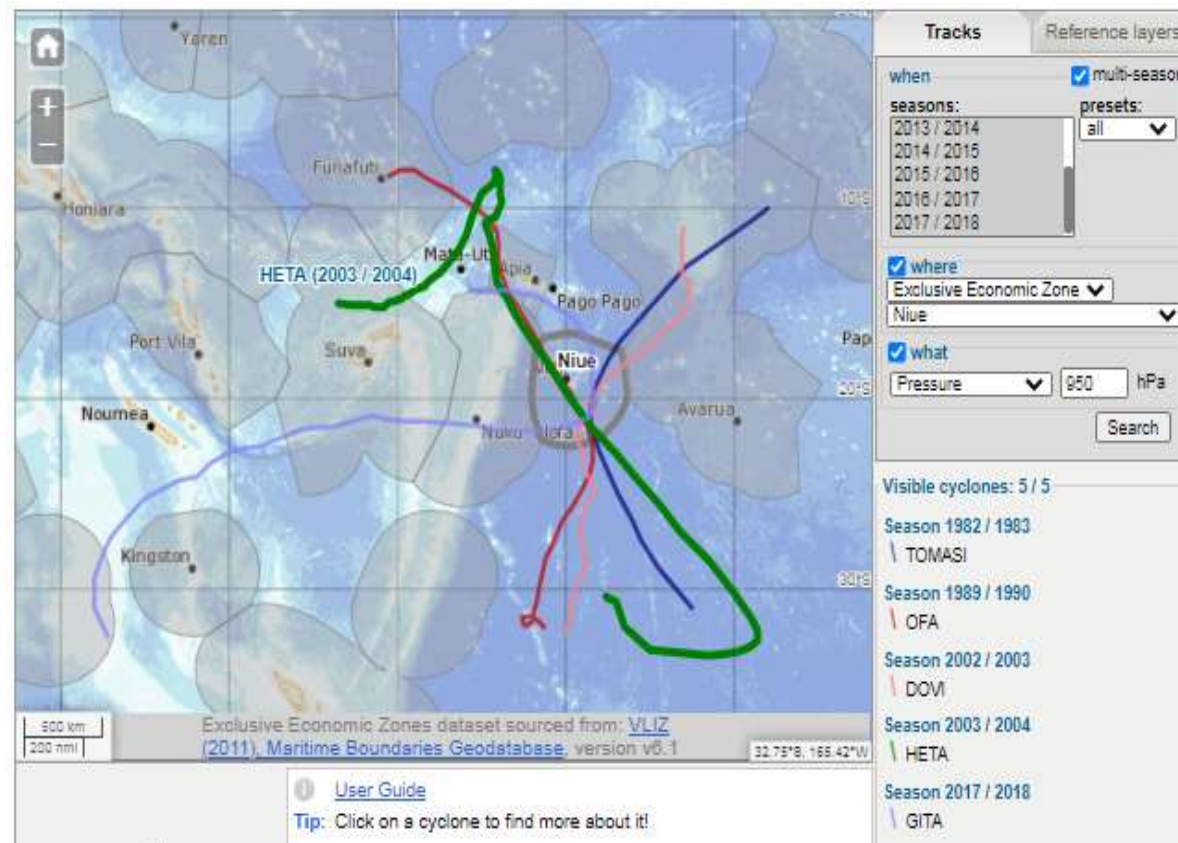 Yaren
Funafuti
Honiara
10°S
Mata-Ut
Apia
HETA (2003 / 2004)
Pago Pago
Port Vila
Suva
Niue
Pap
20°S
Noumea
Nuku
lofa
Avarua
Kingston
30°S
500 km
200 nmi
Exclusive Economic Zones dataset sourced from: VLIZ
(2011), Maritime Boundaries Geodatabase, version v6.1
32.75°S, 165.42°W
User Guide
Tip: Click on a cyclone to find more about it!
Tracks
Reference layers
when
multi-season
seasons:
presets:
2013 / 2014
all
2014 / 2015
2015 / 2016
2016 / 2017
2017 / 2018
where
Exclusive Economic Zone
Niue
what
Pressure
950
hPa
Search
Visible cyclones: 5 / 5
Season 1982 / 1983
TOMASI
Season 1989 / 1990
OFA
Season 2002 / 2003
DOVI
Season 2003 / 2004
HETA
Season 2017 / 2018
GITA